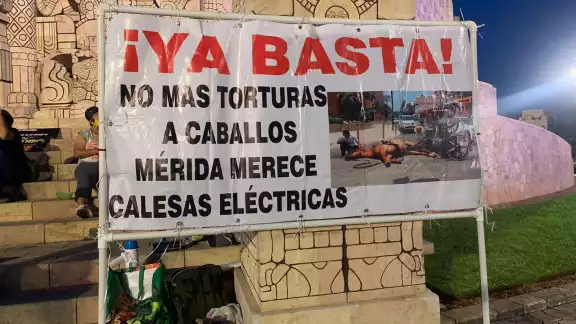 ¡YA BASTA!
NO MAS TORTURAS
A CABALLOS
MÉRIDA MERECE
CALESAS ELÉCTRICAS